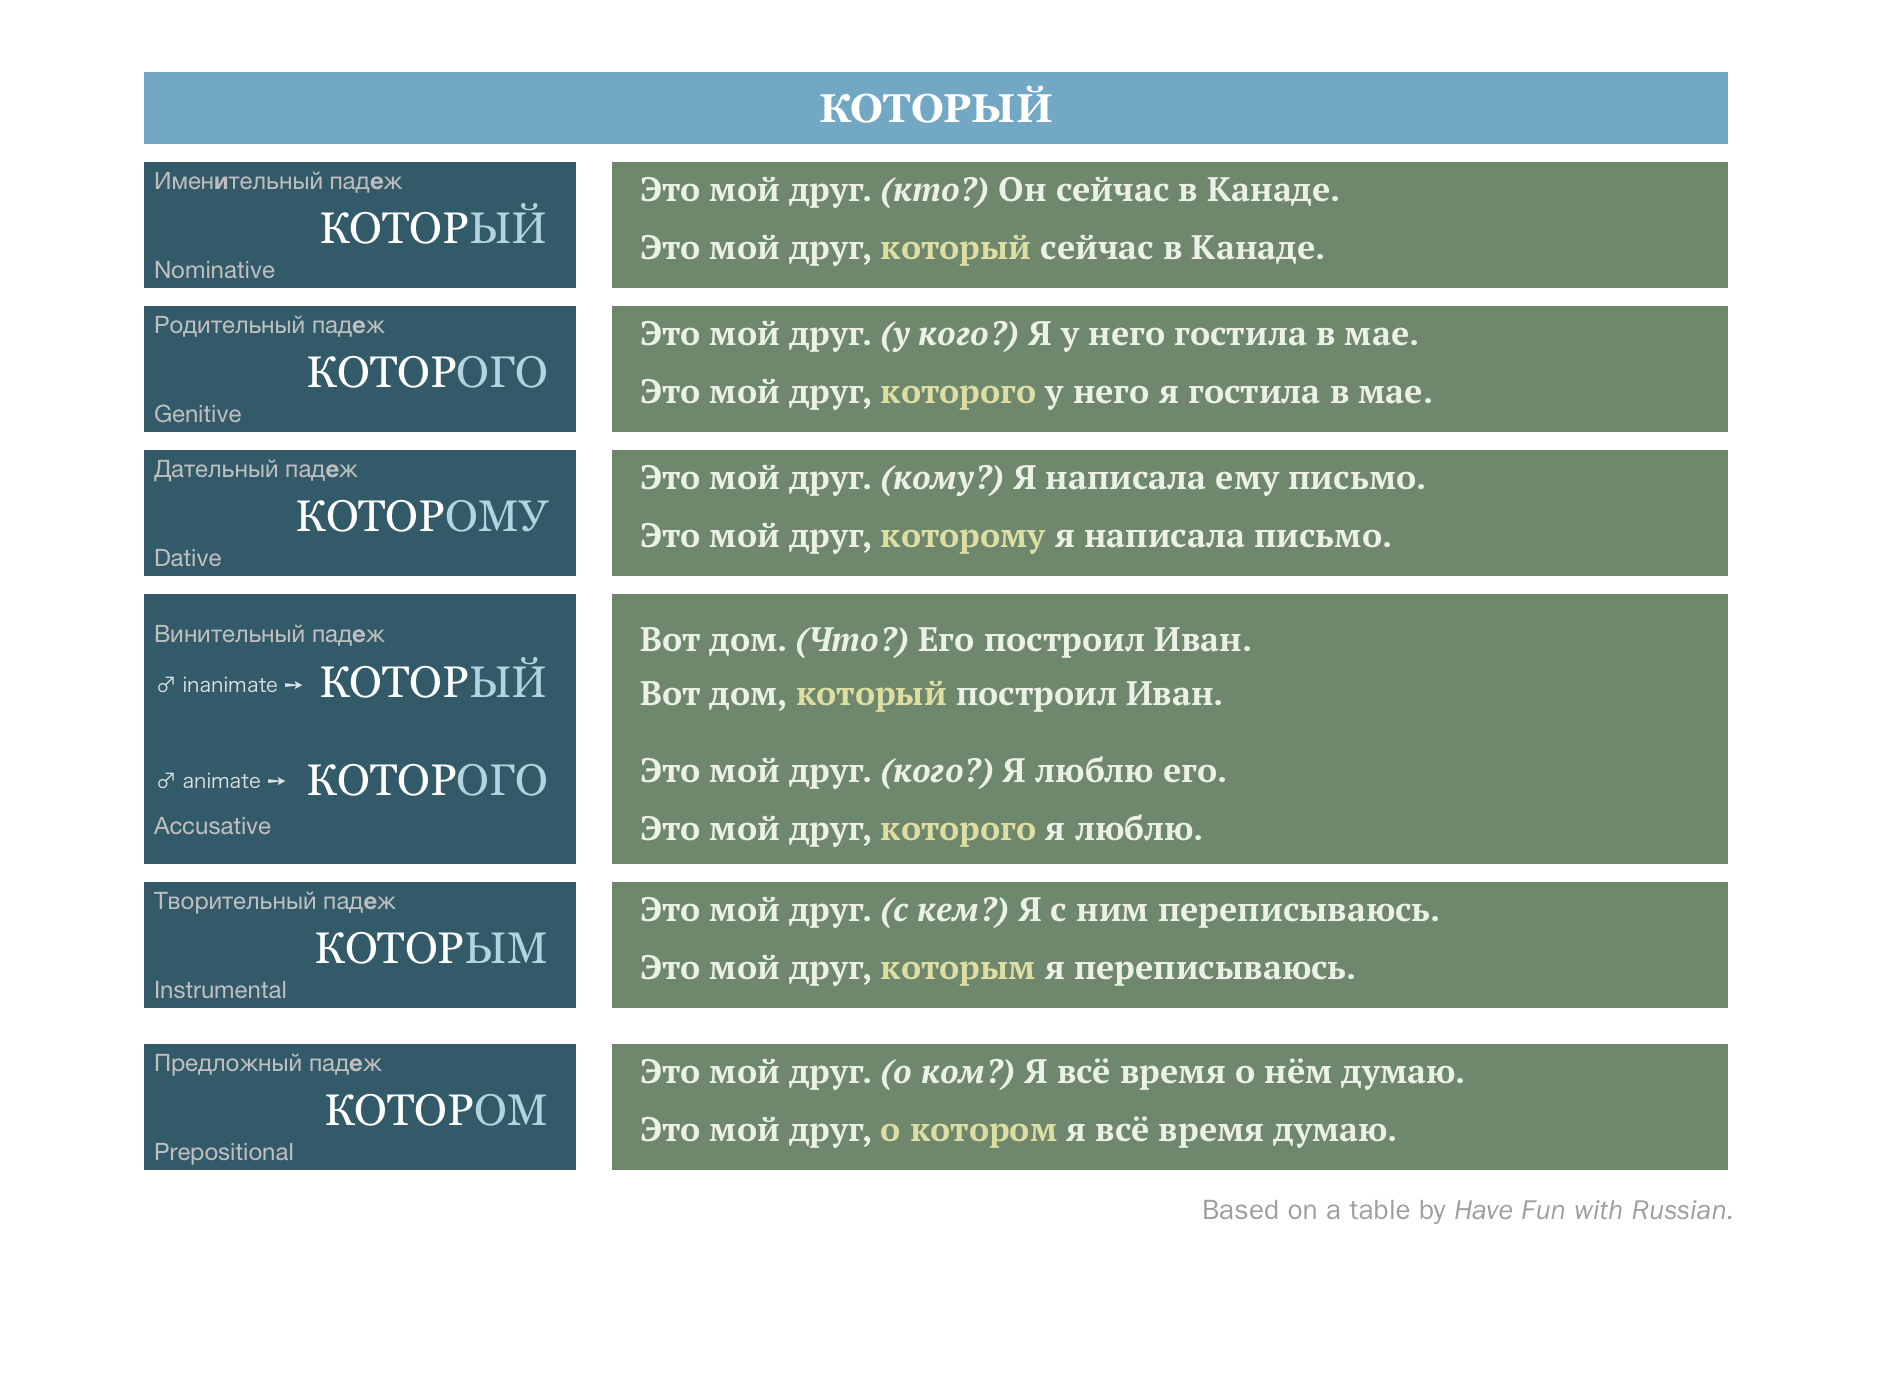 КОТОРЫЙ
Именительный падеж
КОТОРЫЙ
Nominative
Это мой друг. (кто?) Он сейчас в Канаде.
Это мой друг, который сейчас в Канаде.
Родительный падеж
КОТОРОГО
Genitive
Это мой друг. (у кого?) Я у него гостила в мае.
Это мой друг, которого у него я гостила в мае.
Дательный падеж
КОТОРОМУ
Dative
Это мой друг. (кому?) Я написала ему письмо.
Это мой друг, которому я написала письмо.
Винительный падеж
♂ inanimate ➙ КОТОРЫЙ
♂ animate ➙ КОТОРОГО
Accusative
Вот дом. (Что?) Его построил Иван.
Вот дом, который построил Иван.
Это мой друг. (кого?) Я люблю его.
Это мой друг, которого я люблю.
Творительный падеж
КОТОРЫМ
Instrumental
Это мой друг. (с кем?) Я с ним переписываюсь.
Это мой друг, которым я переписываюсь.
Предложный падеж
КОТОРОМ
Prepositional
Это мой друг. (о ком?) Я всё время о нём думаю.
Это мой друг, о котором я всё время думаю.
Based on a table by Have Fun with Russian.